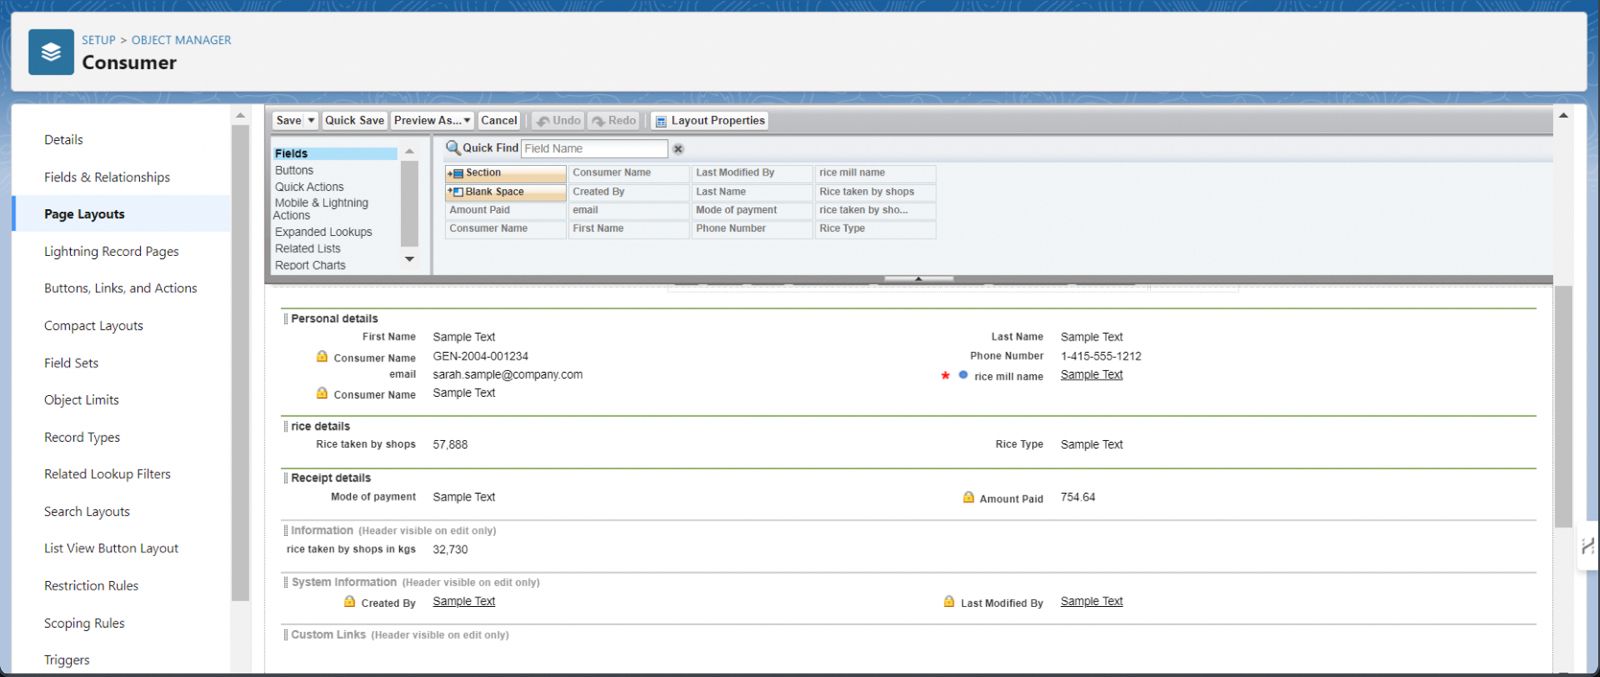 SETUP > OBJECT MANAGER
Consumer
Details
Fields & Relationships
Page Layouts
Lightning Record Pages
Buttons, Links, and Actions
Compact Layouts
Field Sets
Object Limits
Record Types
Related Lookup Filters
Search Layouts
List View Button Layout
Restriction Rules
Scoping Rules
Triggers
Save Quick Save Preview As... Cancel Undo Redo Layout Properties
Fields
Buttons
Quick Actions
Mobile & Lightning
Actions
Expanded Lookups
Related Lists
Report Charts
Quick Find Field Name
Section Consumer Name Last Modified By rice mill name
Blank Space Created By Last Name Rice taken by shops
Amount Paid email Mode of payment rice taken by sho...
Consumer Name First Name Phone Number Rice Type
Personal details
First Name Sample Text Last Name Sample Text
Consumer Name GEN-2004-001234 Phone Number 1-415-555-1212
email sarah.sample@company.com * rice mill name Sample Text
Consumer Name Sample Text
rice details
Rice taken by shops 57,888 Rice Type Sample Text
Receipt details
Mode of payment Sample Text Amount Paid 754.64
Information (Header visible on edit only)
rice taken by shops in kgs 32,730
System Information (Header visible on edit only)
Created By Sample Text Last Modified By Sample Text
Custom Links (Header visible on edit only)